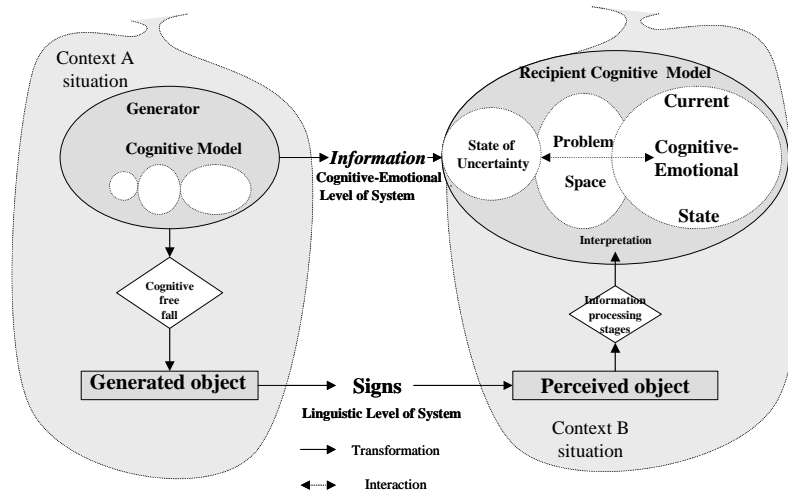 Context A
situation
Generator
Cognitive Model
Cognitive
free
fall
Generated object
Information
Cognitive-Emotional
Level of System
Signs
Linguistic Level of System
Transformation
Interaction
Recipient Cognitive Model
State of
Uncertainty
Problem
Space
Current
Cognitive-
Emotional
State
Interpretation
Information
processing
stages
Perceived object
Context B
situation